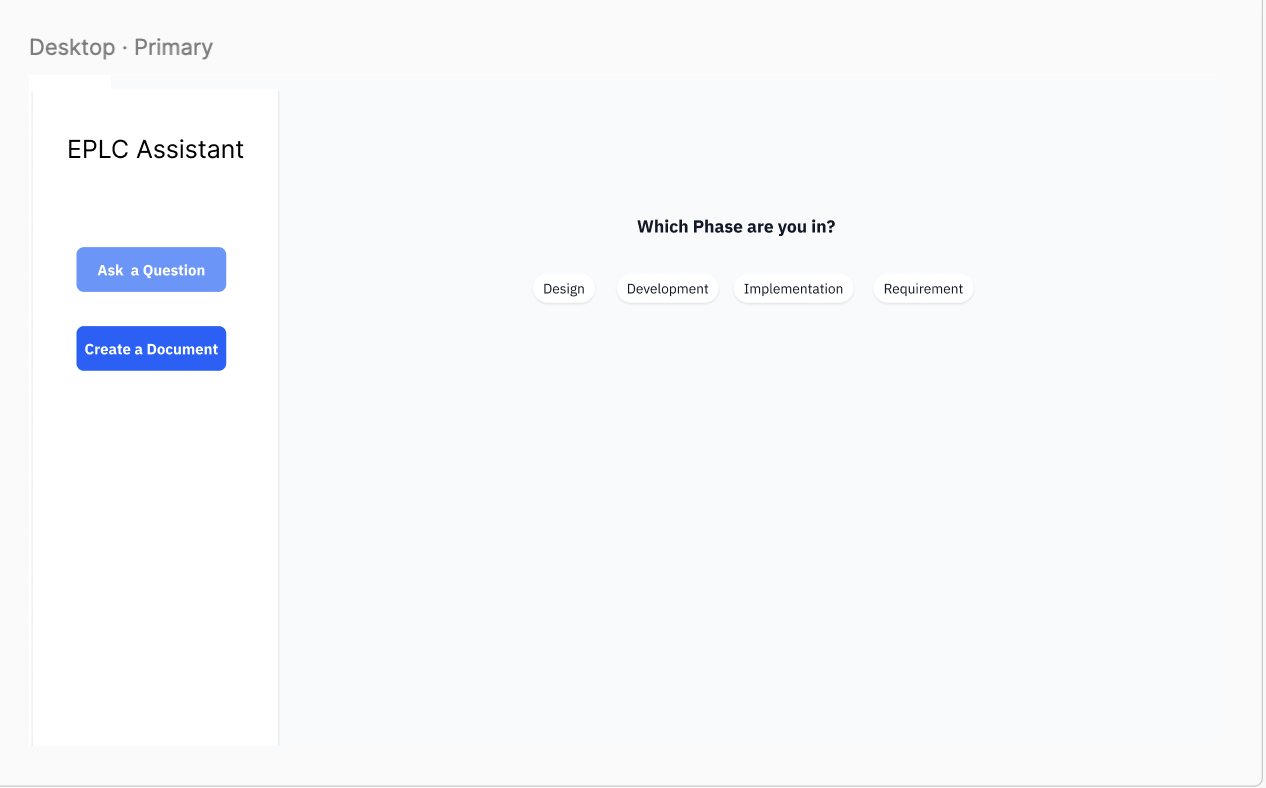 Desktop · Primary
EPLC Assistant
Ask a Question
Create a Document
Which Phase are you in?
Design
Development
Implementation
Requirement